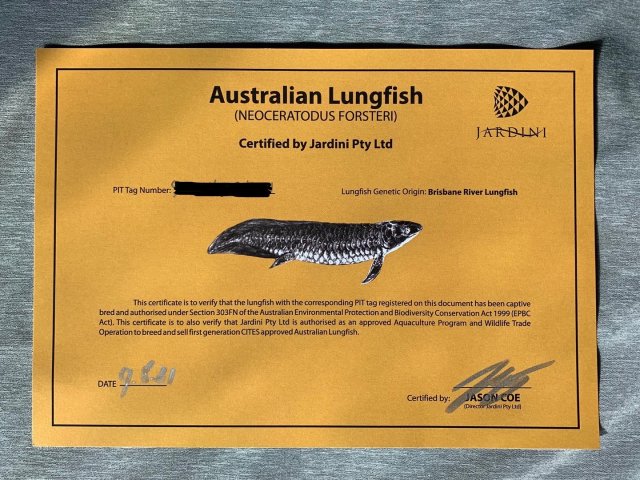 Australian Lungfish
(NEOCERATODUS FORSTERI)
JARDINI
Certified by Jardini Pty Ltd
PIT Tag Number:
Lungfish Genetic Origin: Brisbane River Lungfish
This certificate is to verify that the lungfish with the corresponding PIT tag registered on this document has been captive
bred and authorised under Section 303FN of the Australian Environmental Protection and Biodiversity Conservation Act 1999 (EPBC
Act). This certificate is to also verify that Jardini Pty Ltd is authorised as an approved Aquaculture Program and Wildlife Trade
Operation to breed and sell first generation CITES approved Australian Lungfish.
DATE
Certified by:
JASON COE
(Director Jardini Pty Ltd)